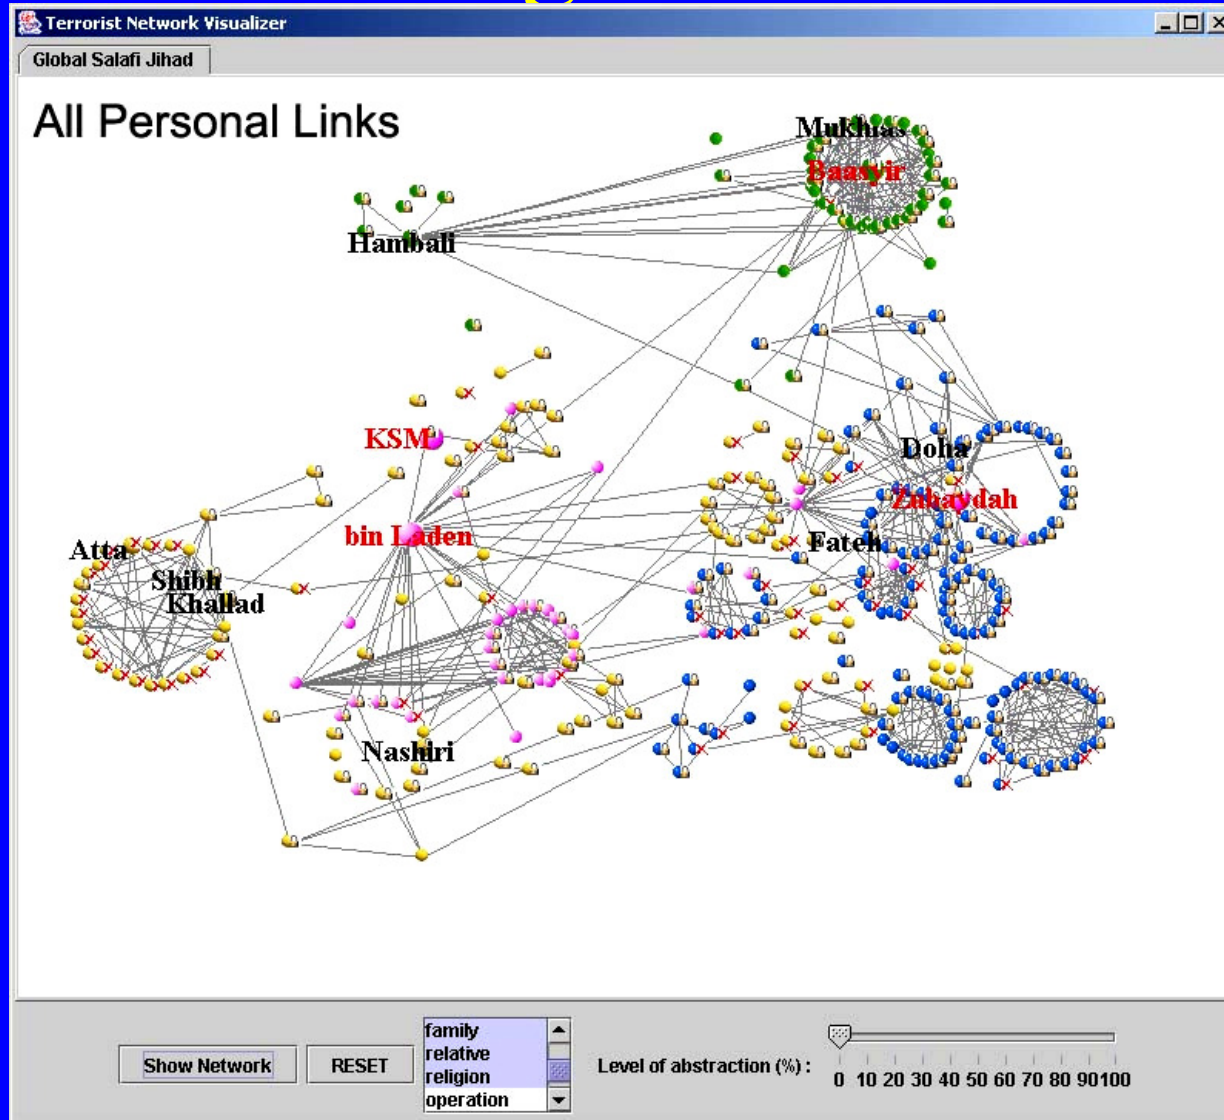 Terrorist Network Visualizer
Global Salafi Jihad
All Personal Links
Mukhlas
Baasyir
Hambali
KSM
Doha
Zubaydah
bin Laden
Fateh
Atta
Shibh
Khallad
Nashiri
family
relative
religion
operation
Show Network
RESET
Level of abstraction (%) :
0 10 20 30 40 50 60 70 80 90100